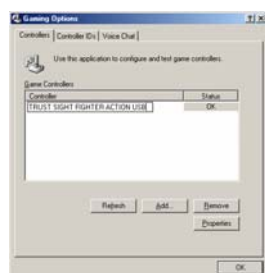 Gaming Options
Controllers
Controller IDs
Voice Chat
Use this application to configure and test game controllers.
Game Controllers
Controller
Status
TRUST SIGHT FIGHTER ACTION USB
OK
Refresh
Add...
Remove
Properties
OK